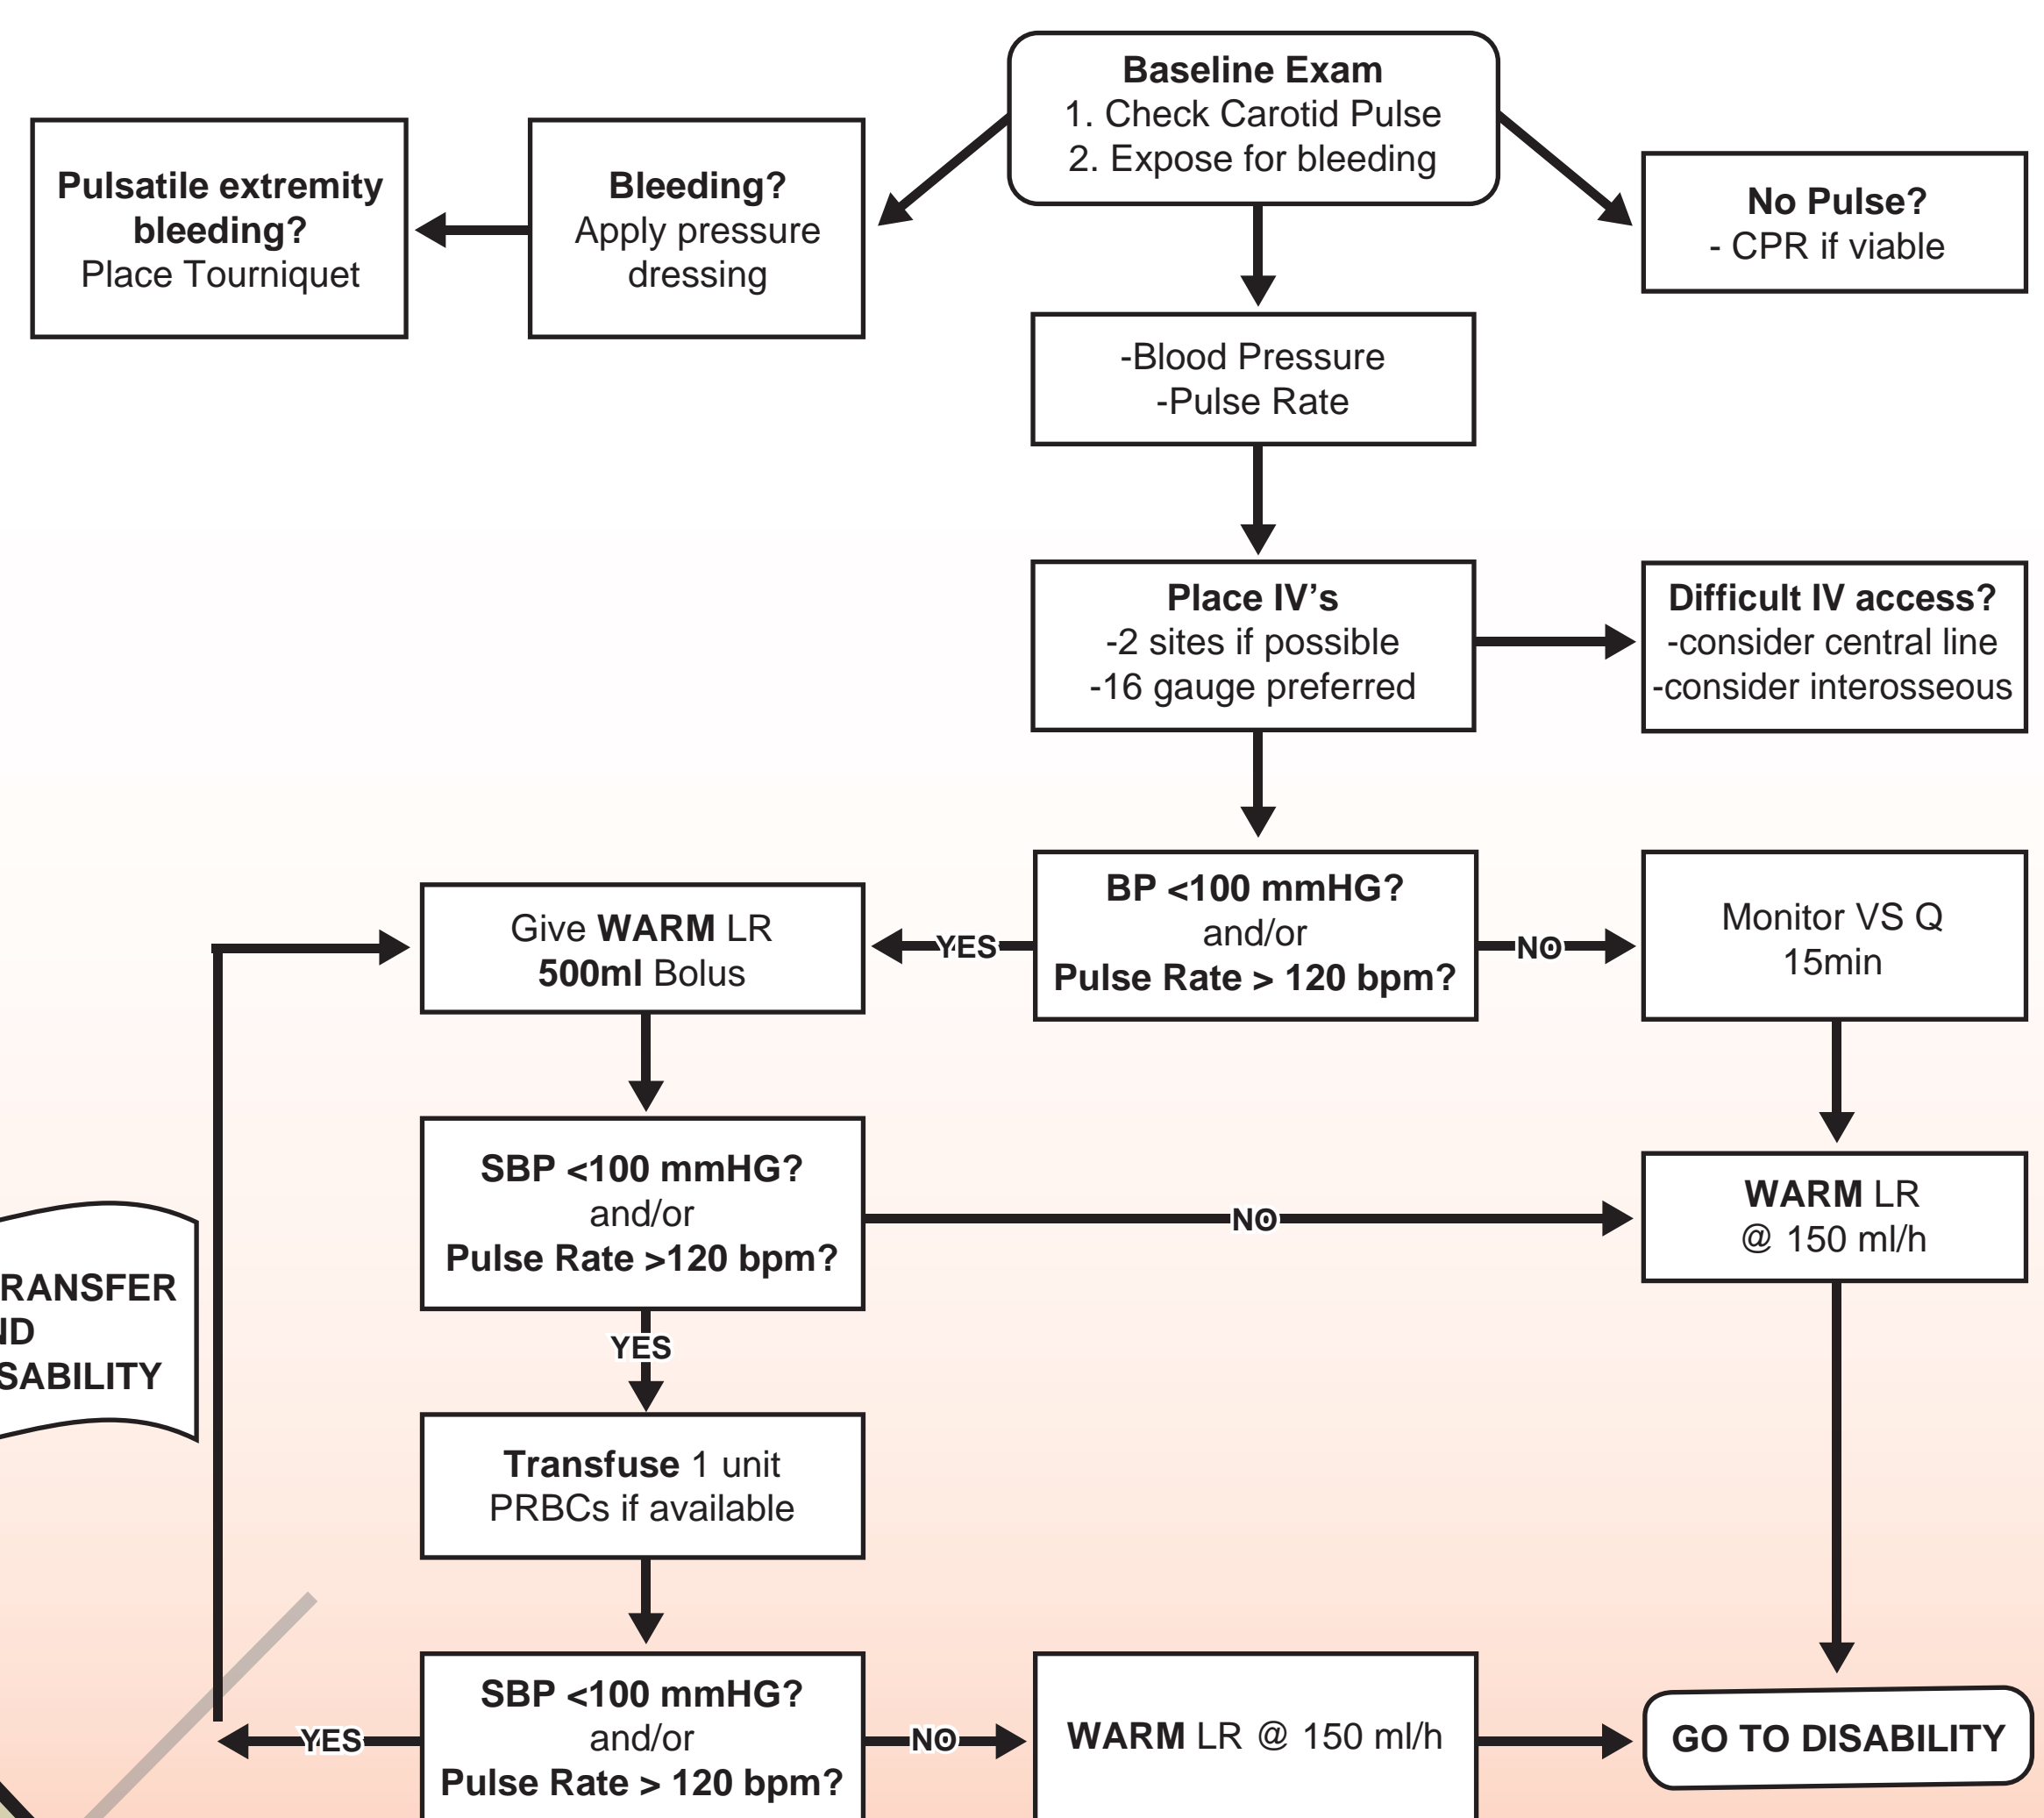 Baseline Exam
1. Check Carotid Pulse
2. Expose for bleeding
Pulsatile extremity
bleeding?
Place Tourniquet
Bleeding?
Apply pressure
dressing
No Pulse?
- CPR if viable
-Blood Pressure
-Pulse Rate
Place IV's
-2 sites if possible
-16 gauge preferred
Difficult IV access?
-consider central line
-consider interosseous
BP <100 mmHG?
and/or
Pulse Rate > 120 bpm?
YES
NO
Give WARM LR
500ml Bolus
Monitor VS Q
15min
SBP <100 mmHG?
and/or
Pulse Rate >120 bpm?
NO
YES
WARM LR
@ 150 ml/h
RANSFER
ND
SABILITY
Transfuse 1 unit
PRBCs if available
SBP <100 mmHG?
and/or
Pulse Rate > 120 bpm?
YES
NO
WARM LR @ 150 ml/h
GO TO DISABILITY